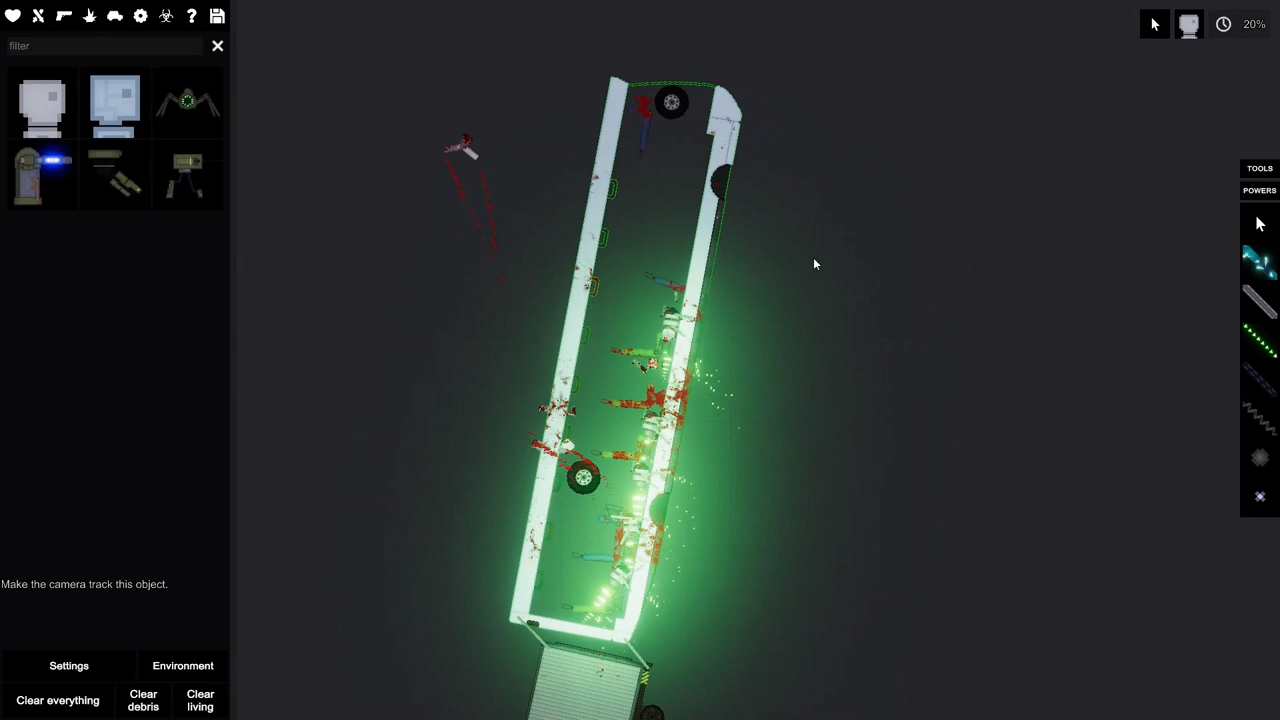 20%
filter
TOOLS
POWERS
Make the camera track this object.
Settings
Environment
Clear everything
Clear debris
Clear living